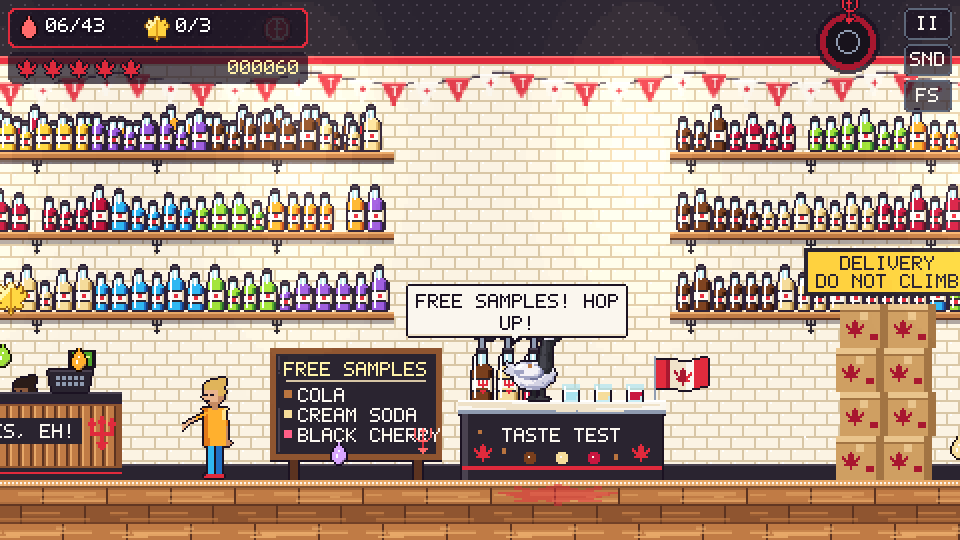 06/43
0/3
000060
II
SND
FS
DELIVERY
DO NOT CLIMB
FREE SAMPLES! HOP
UP!
FREE SAMPLES
COLA
CREAM SODA
BLACK CHERRY
S, EH!
TASTE TEST